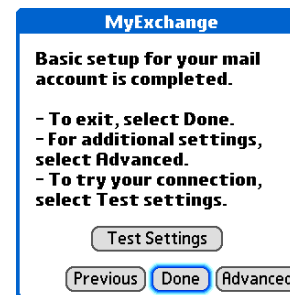 MyExchange
Basic setup for your mail
account is completed.
- To exit, select Done.
- For additional settings,
select Advanced.
- To try your connection,
select Test settings.
Test Settings
Previous Done Advanced